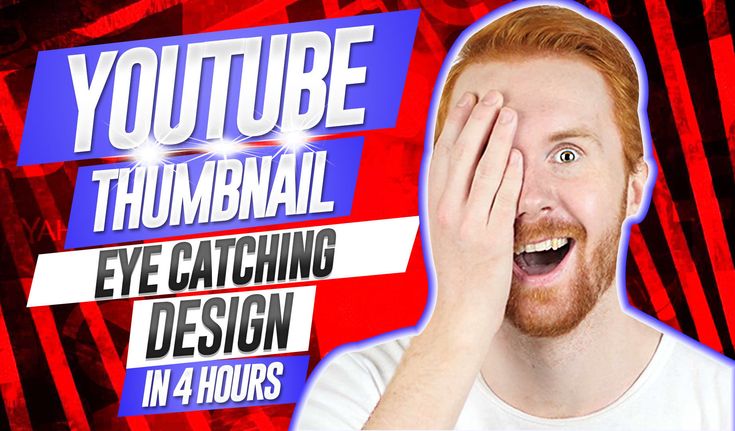 YOUTUBE
THUMBNAIL
EYE CATCHING
DESIGN
IN 4 HOURS